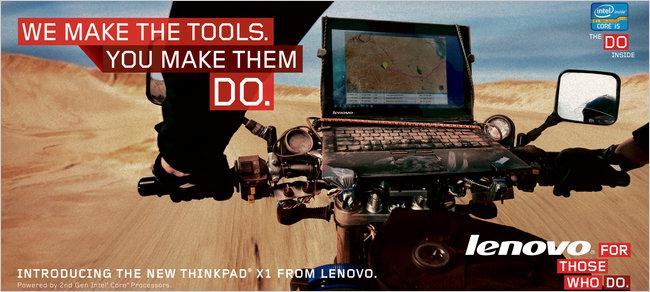 WE MAKE THE TOOLS.
YOU MAKE THEM
DO.
intel inside
CORE i5
THE
DO
INSIDE
lenovo
lenovo. FOR
THOSE
WHO DO.
INTRODUCING THE NEW THINKPAD® X1 FROM LENOVO.
Powered by 2nd Gen Intel® Core™ Processors.